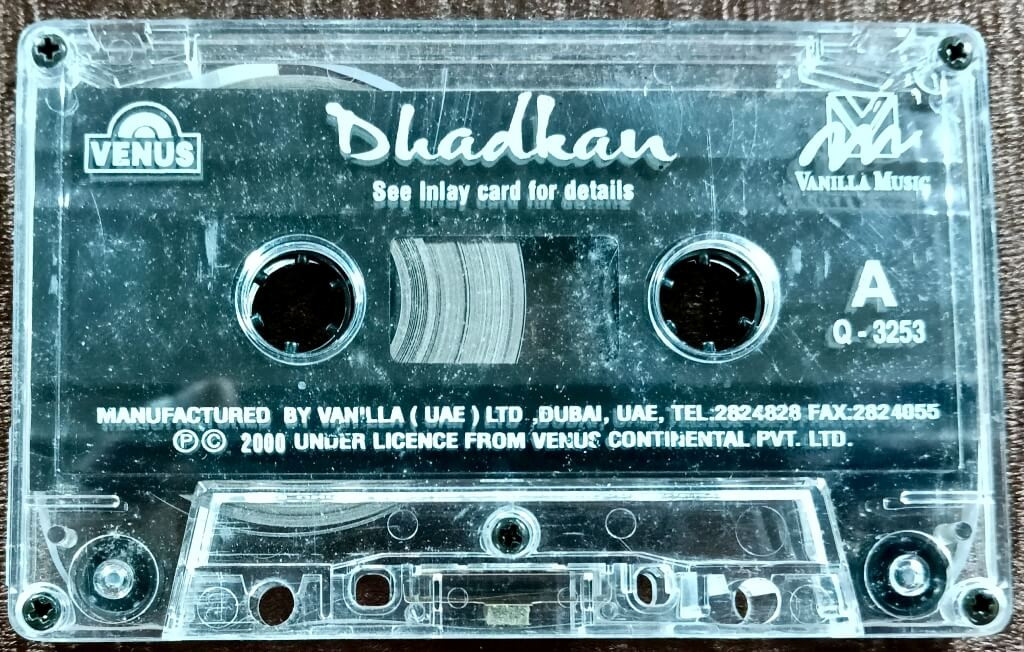 VENUS
Dhadkan
See Inlay card for details
VANILLA MUSIC
A
Q - 3253
MANUFACTURED BY VANILLA ( UAE ) LTD ., DUBAI, UAE, TEL:2824828 FAX:2824055
Ⓟ© 2000 UNDER LICENCE FROM VENUS CONTINENTAL PVT. LTD.